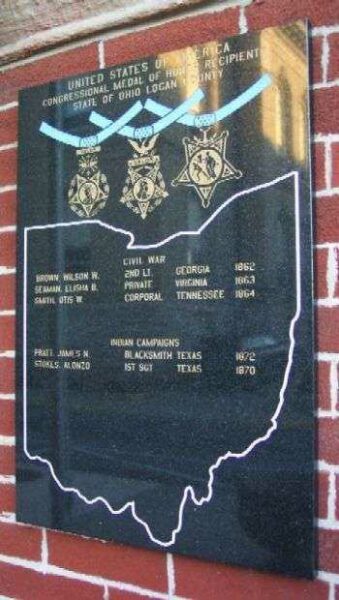 UNITED STATES OF AMERICA
CONGRESSIONAL MEDAL OF HONOR RECIPIENT
STATE OF OHIO LOGAN COUNTY
CIVIL WAR
BROWN, WILSON W. 2ND LT. GEORGIA 1862
SEAMAN, ELISHA B. PRIVATE VIRGINIA 1863
SMITH, OTIS W. CORPORAL TENNESSEE 1864
INDIAN CAMPAIGNS
PRATT, JAMES N. BLACKSMITH TEXAS 1872
STOKES, ALONZO 1ST SGT TEXAS 1870